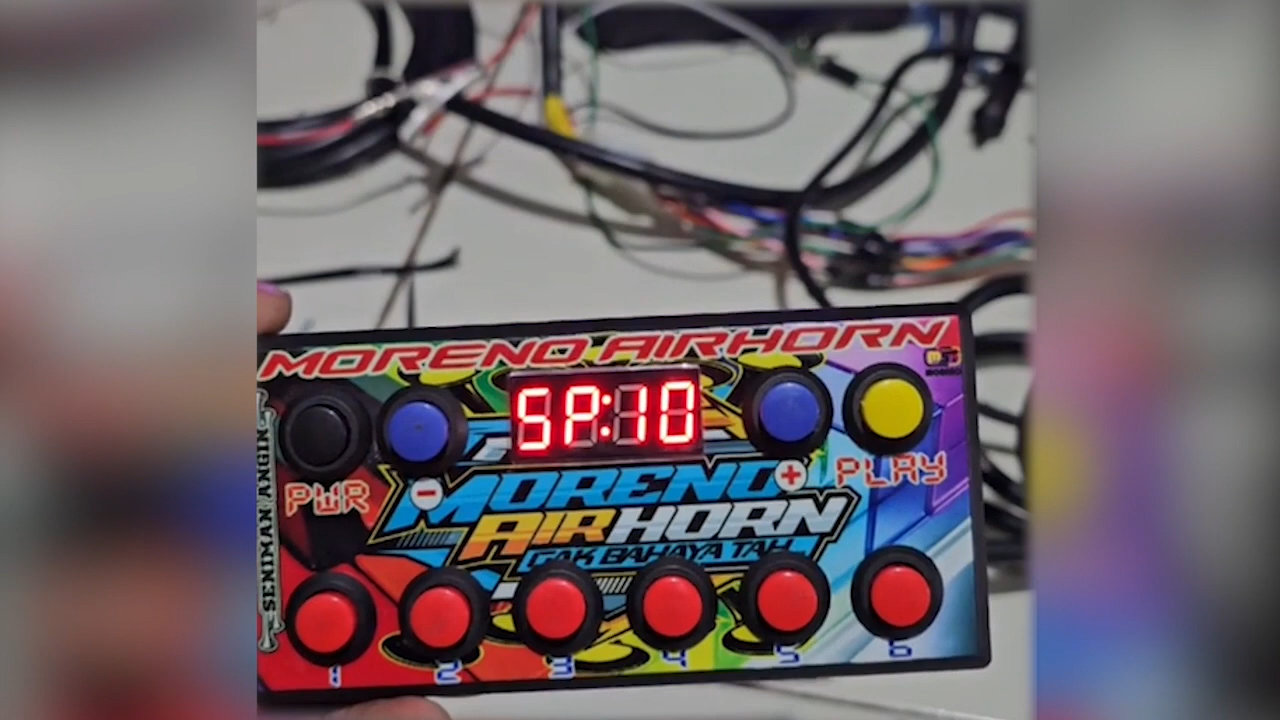 MORENO AIRHORN
SP:10
PWR
-
+
PLAY
SENIMAN ANGIN
MORENO
AIRHORN
GAK BAHAYA TAH
1 2 3 4 5 6